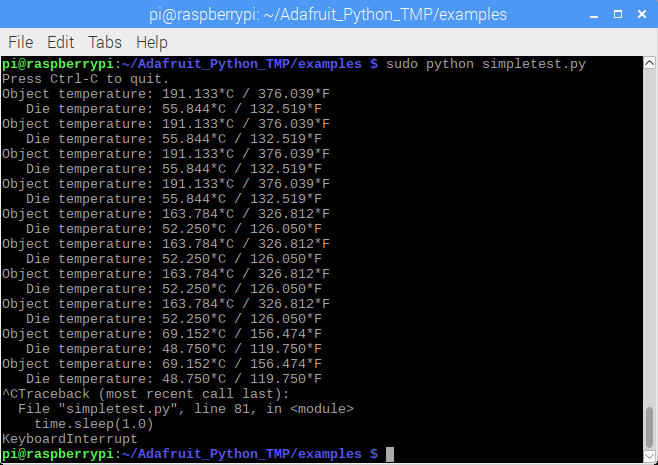 pi@raspberrypi: ~/Adafruit_Python_TMP/examples
File Edit Tabs Help
pi@raspberrypi:~/Adafruit_Python_TMP/examples $ sudo python simpletest.py
Press Ctrl-C to quit.
Object temperature: 191.133*C / 376.039*F
   Die temperature: 55.844*C / 132.519*F
Object temperature: 191.133*C / 376.039*F
   Die temperature: 55.844*C / 132.519*F
Object temperature: 191.133*C / 376.039*F
   Die temperature: 55.844*C / 132.519*F
Object temperature: 191.133*C / 376.039*F
   Die temperature: 55.844*C / 132.519*F
Object temperature: 163.784*C / 326.812*F
   Die temperature: 52.250*C / 126.050*F
Object temperature: 163.784*C / 326.812*F
   Die temperature: 52.250*C / 126.050*F
Object temperature: 163.784*C / 326.812*F
   Die temperature: 52.250*C / 126.050*F
Object temperature: 163.784*C / 326.812*F
   Die temperature: 52.250*C / 126.050*F
Object temperature: 69.152*C / 156.474*F
   Die temperature: 48.750*C / 119.750*F
Object temperature: 69.152*C / 156.474*F
   Die temperature: 48.750*C / 119.750*F
^CTraceback (most recent call last):
  File "simpletest.py", line 81, in <module>
    time.sleep(1.0)
KeyboardInterrupt
pi@raspberrypi:~/Adafruit_Python_TMP/examples $